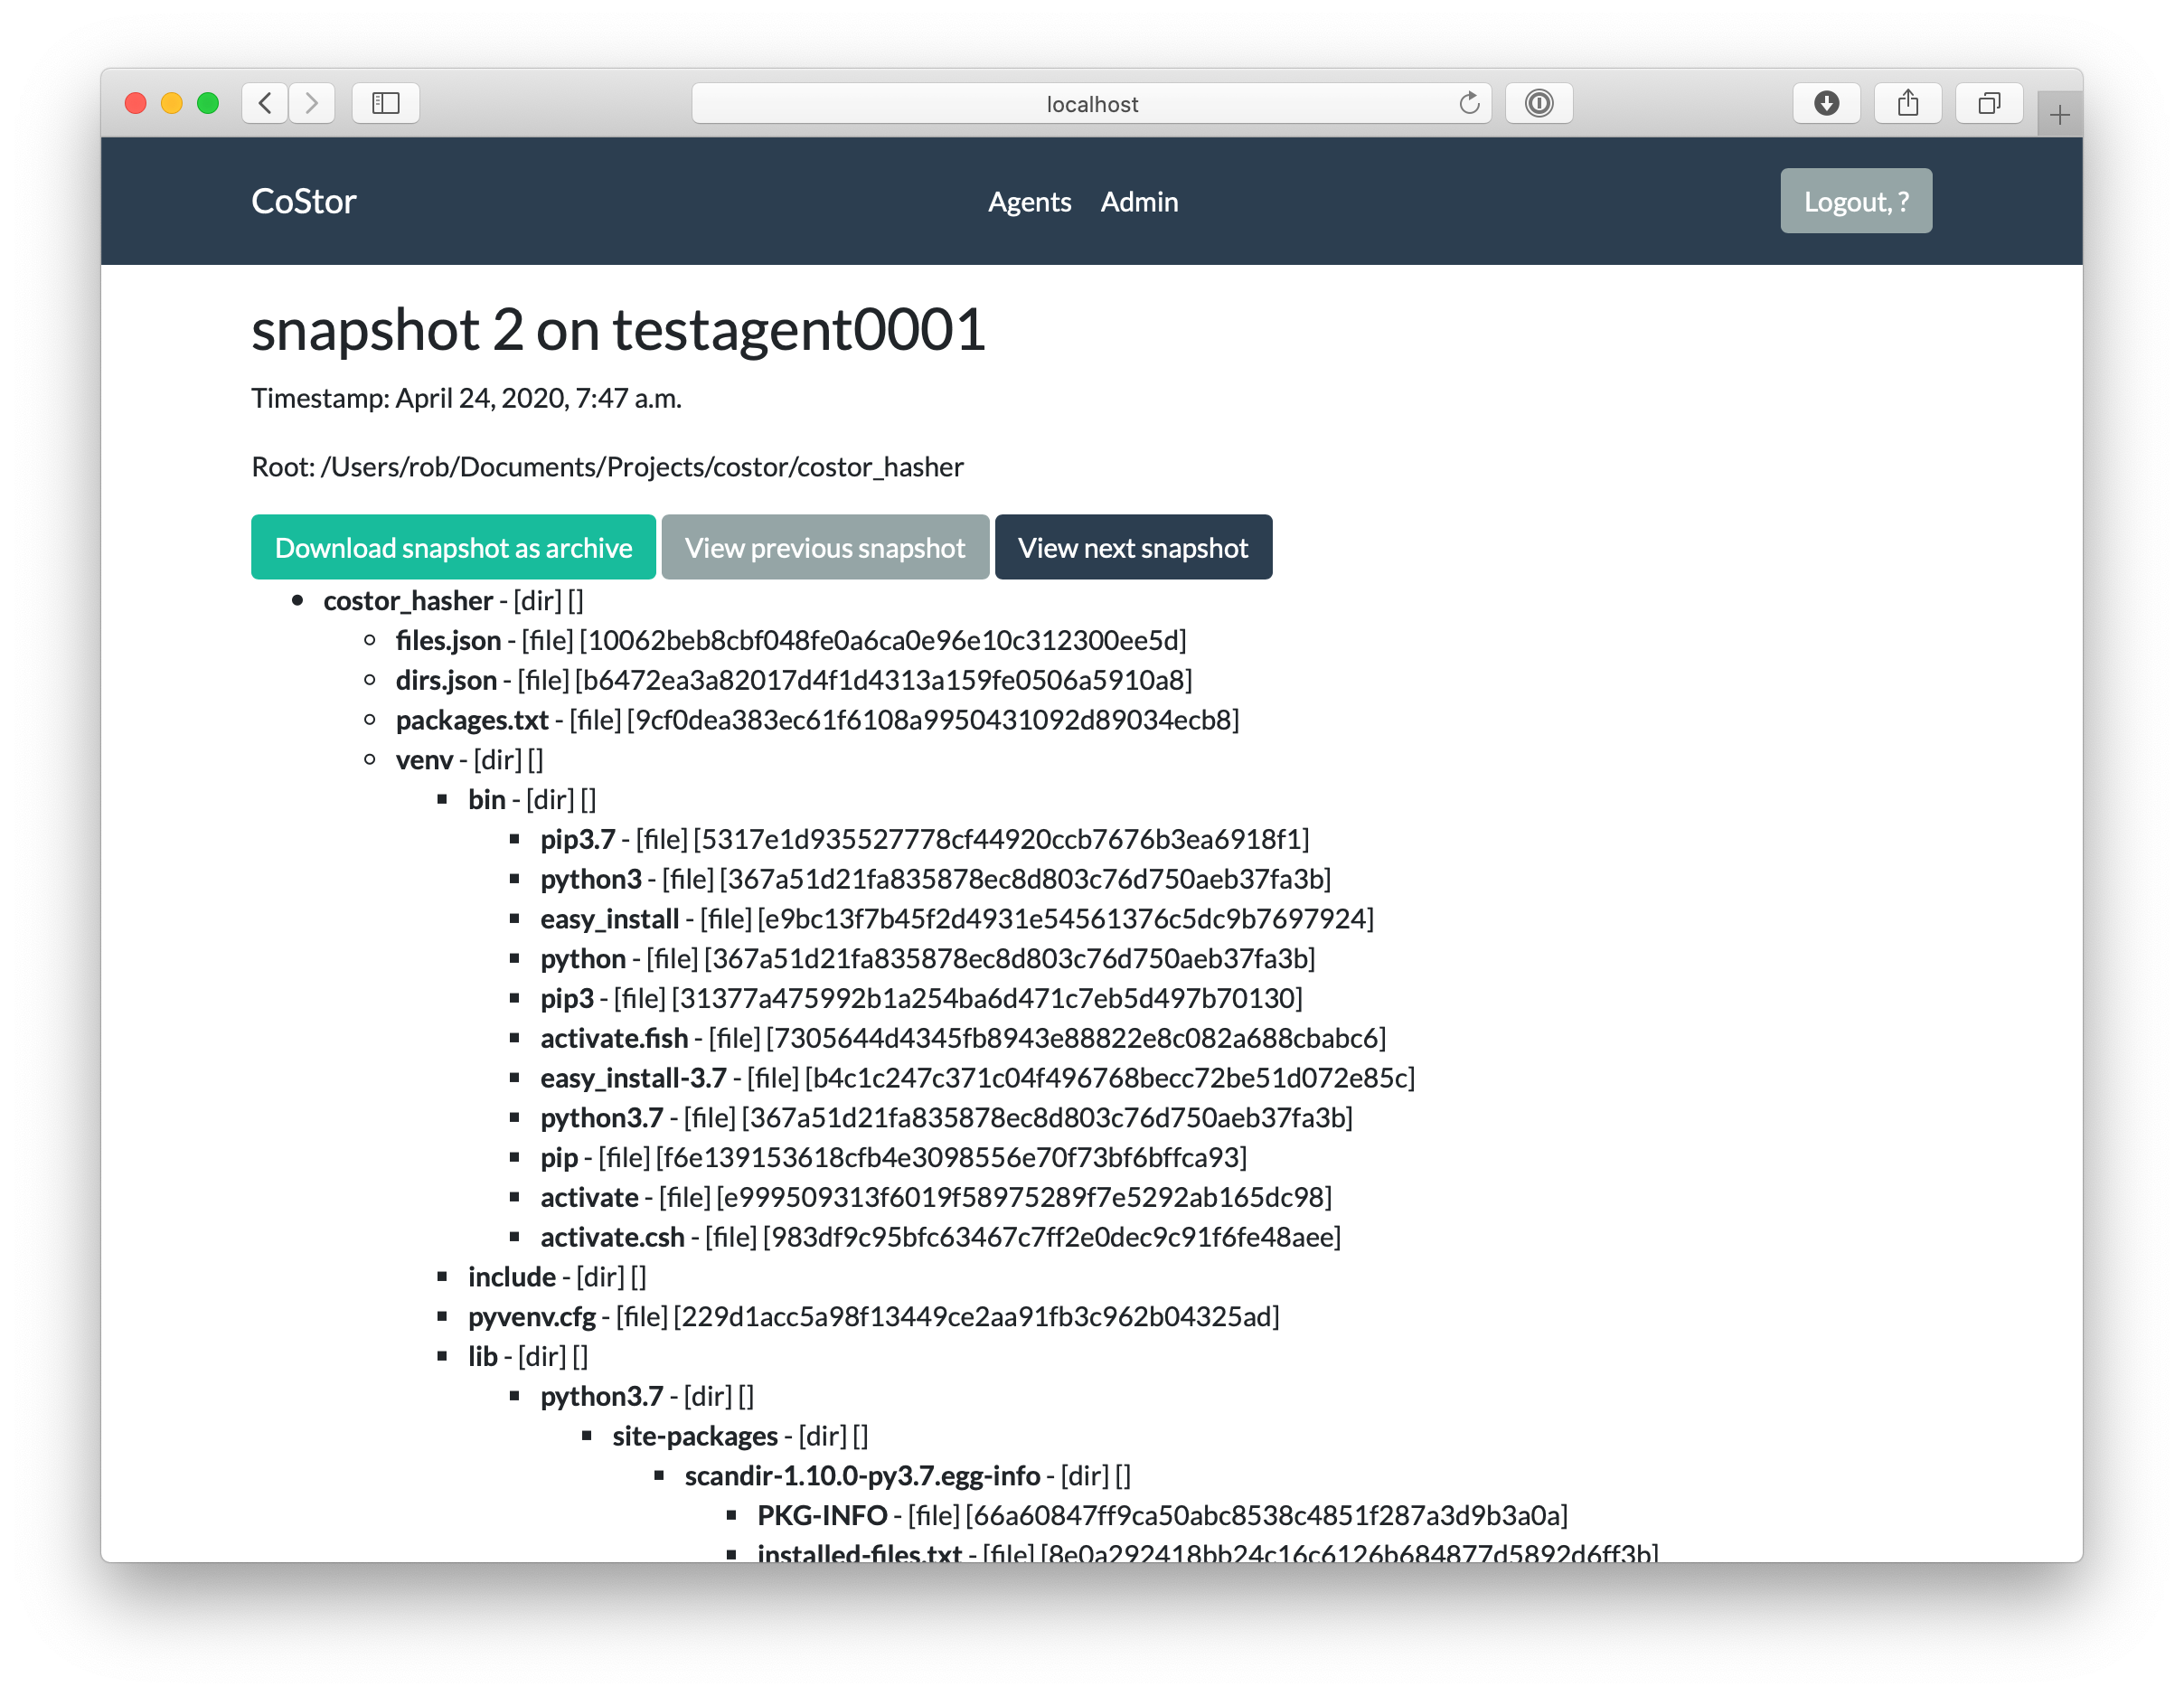 localhost
CoStor Agents Admin Logout, ?
snapshot 2 on testagent0001
Timestamp: April 24, 2020, 7:47 a.m.
Root: /Users/rob/Documents/Projects/costor/costor_hasher
Download snapshot as archive View previous snapshot View next snapshot
costor_hasher - [dir] []
files.json - [file] [10062beb8cbf048fe0a6ca0e96e10c312300ee5d]
dirs.json - [file] [b6472ea3a82017d4f1d4313a159fe0506a5910a8]
packages.txt - [file] [9cf0dea383ec61f6108a9950431092d89034ecb8]
venv - [dir] []
bin - [dir] []
pip3.7 - [file] [5317e1d935527778cf44920ccb7676b3ea6918f1]
python3 - [file] [367a51d21fa835878ec8d803c76d750aeb37fa3b]
easy_install - [file] [e9bc13f7b45f2d4931e54561376c5dc9b7697924]
python - [file] [367a51d21fa835878ec8d803c76d750aeb37fa3b]
pip3 - [file] [31377a475992b1a254ba6d471c7eb5d497b70130]
activate.fish - [file] [7305644d4345fb8943e88822e8c082a688cbabc6]
easy_install-3.7 - [file] [b4c1c247c371c04f496768becc72be51d072e85c]
python3.7 - [file] [367a51d21fa835878ec8d803c76d750aeb37fa3b]
pip - [file] [f6e139153618cfb4e3098556e70f73bf6bffca93]
activate - [file] [e999509313f6019f58975289f7e5292ab165dc98]
activate.csh - [file] [983df9c95bfc63467c7ff2e0dec9c91f6fe48aee]
include - [dir] []
pyvenv.cfg - [file] [229d1acc5a98f13449ce2aa91fb3c962b04325ad]
lib - [dir] []
python3.7 - [dir] []
site-packages - [dir] []
scandir-1.10.0-py3.7.egg-info - [dir] []
PKG-INFO - [file] [66a60847ff9ca50abc8538c4851f287a3d9b3a0a]
installed-files.txt - [file] [8e0a292418bb24c16c6126b684877d5892d6ff3b]